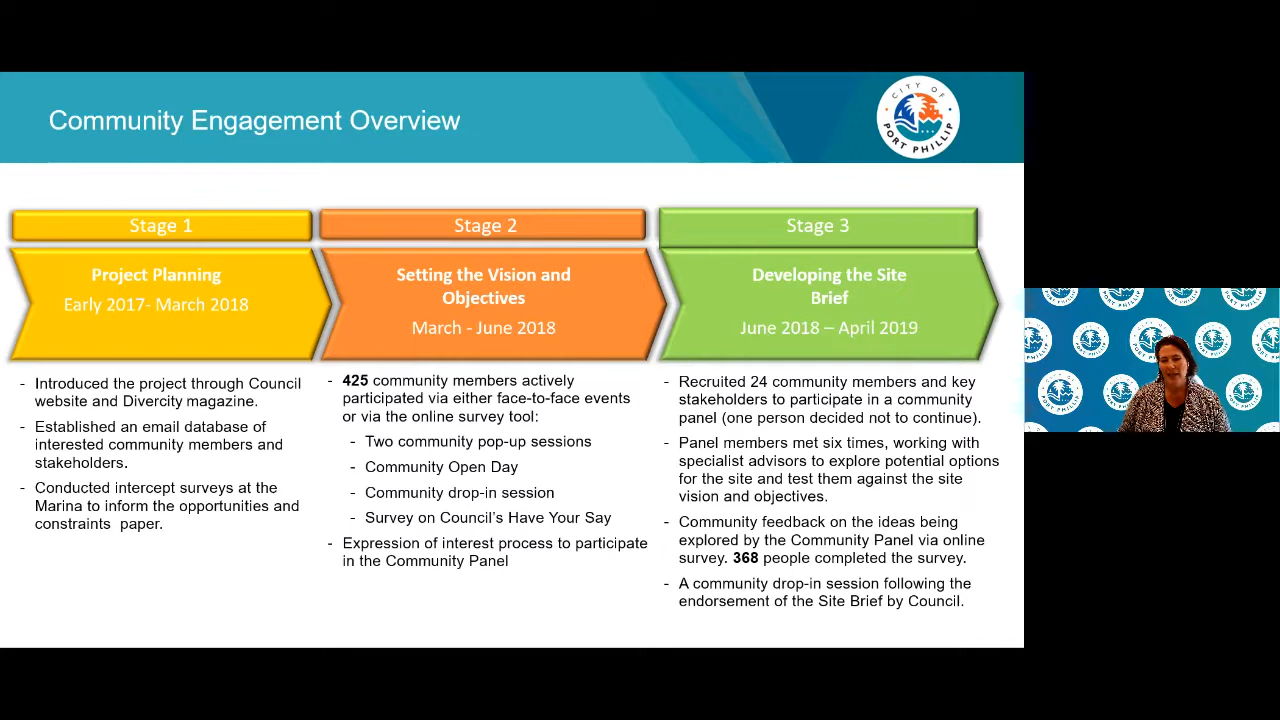 Community Engagement Overview
CITY OF
PORT PHILLIP
Stage 1
Project Planning
Early 2017- March 2018
- Introduced the project through Council
website and Divercity magazine.
- Established an email database of
interested community members and
stakeholders.
- Conducted intercept surveys at the
Marina to inform the opportunities and
constraints paper.
Stage 2
Setting the Vision and
Objectives
March - June 2018
- 425 community members actively
participated via either face-to-face events
or via the online survey tool:
- Two community pop-up sessions
- Community Open Day
- Community drop-in session
- Survey on Council's Have Your Say
- Expression of interest process to participate
in the Community Panel
Stage 3
Developing the Site
Brief
June 2018 – April 2019
- Recruited 24 community members and key
stakeholders to participate in a community
panel (one person decided not to continue).
- Panel members met six times, working with
specialist advisors to explore potential options
for the site and test them against the site
vision and objectives.
- Community feedback on the ideas being
explored by the Community Panel via online
survey. 368 people completed the survey.
- A community drop-in session following the
endorsement of the Site Brief by Council.